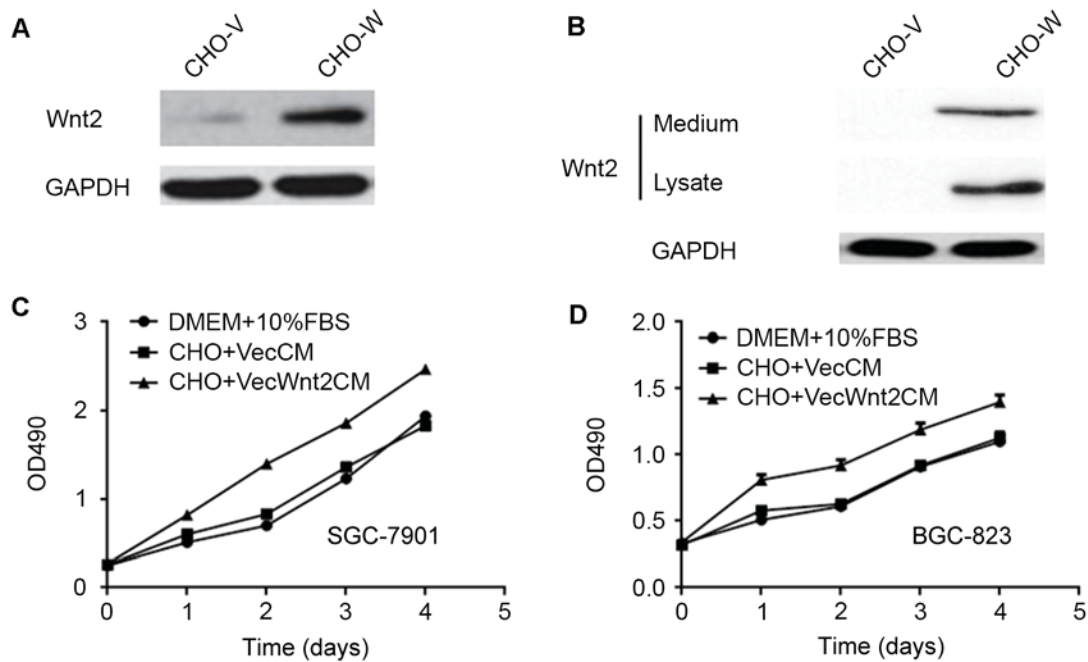 A
CHO-V
CHO-W
Wnt2
GAPDH
B
CHO-V
CHO-W
Wnt2
Medium
Lysate
GAPDH
C
3
2
1
0
OD490
DMEM+10%FBS
CHO+VecCM
CHO+VecWnt2CM
SGC-7901
0 1 2 3 4 5
Time (days)
D
2.0
1.5
1.0
0.5
0.0
OD490
DMEM+10%FBS
CHO+VecCM
CHO+VecWnt2CM
BGC-823
0 1 2 3 4 5
Time (days)